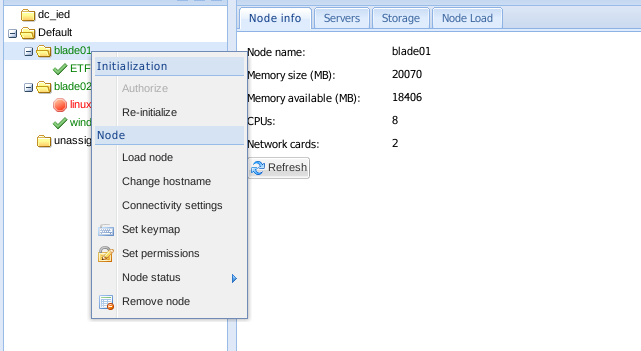 dc_ied
Default
blade01
ETF
blade02
linux
wind
unassig
Initialization
Authorize
Re-initialize
Node
Load node
Change hostname
Connectivity settings
Set keymap
Set permissions
Node status
Remove node
Node info
Servers
Storage
Node Load
Node name: blade01
Memory size (MB): 20070
Memory available (MB): 18406
CPUs: 8
Network cards: 2
Refresh